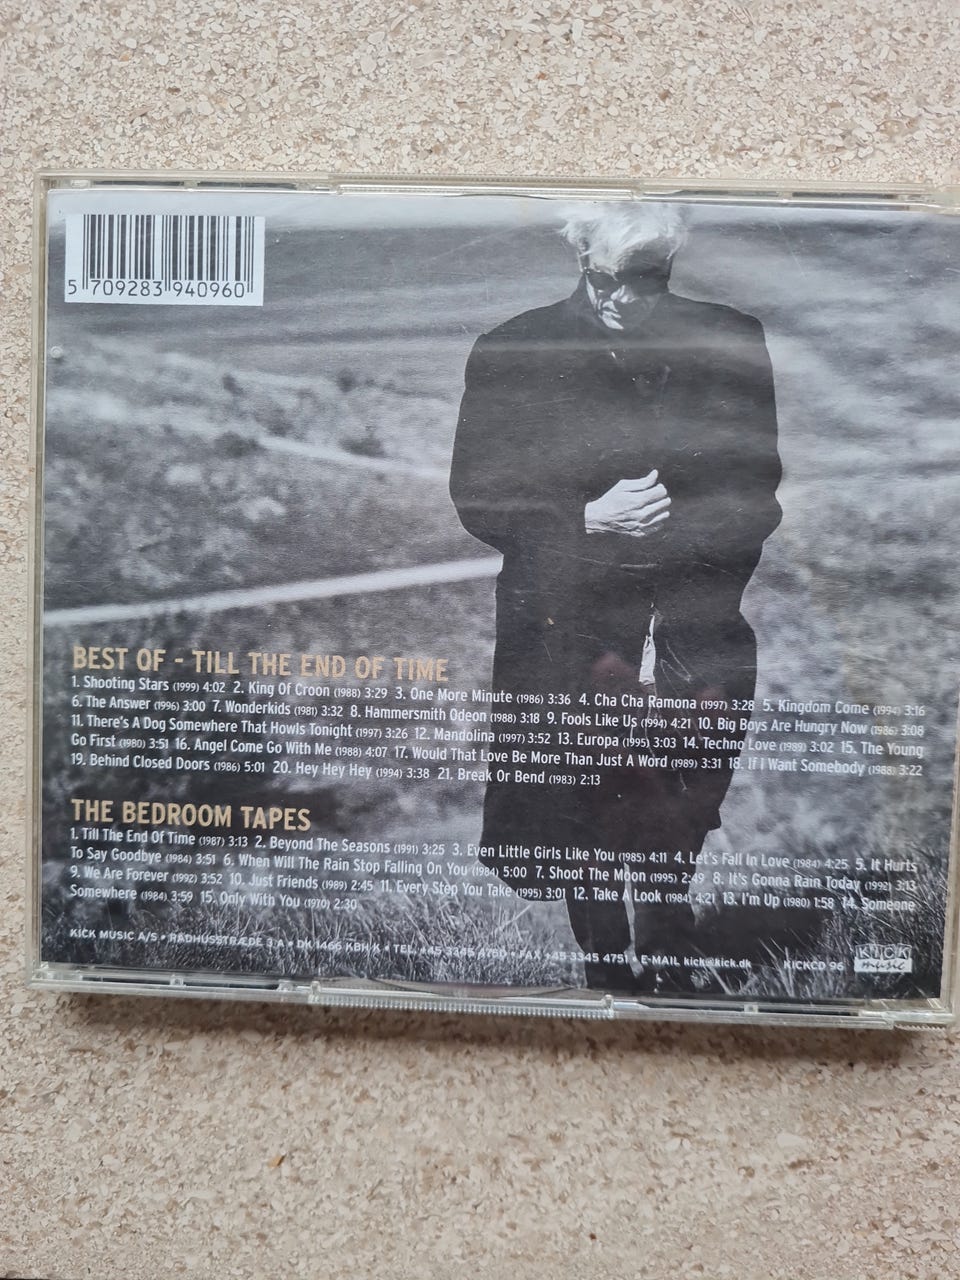 5 709283 940960
BEST OF - TILL THE END OF TIME
1. Shooting Stars (1999) 4:02 2. King Of Croon (1988) 3:29 3. One More Minute (1986) 3:36 4. Cha Cha Ramona (1997) 3:28 5. Kingdom Come (1994) 3:16
6. The Answer (1996) 3:00 7. Wonderkids (1981) 3:32 8. Hammersmith Odeon (1988) 3:18 9. Fools Like Us (1994) 4:21 10. Big Boys Are Hungry Now (1986) 3:08
11. There's A Dog Somewhere That Howls Tonight (1997) 3:26 12. Mandolina (1997) 3:52 13. Europa (1995) 3:03 14. Techno Love (1989) 3:02 15. The Young
Go First (1980) 3:51 16. Angel Come Go With Me (1988) 4:07 17. Would That Love Be More Than Just A Word (1989) 3:31 18. If I Want Somebody (1988) 3:22
19. Behind Closed Doors (1986) 5:01 20. Hey Hey Hey (1994) 3:38 21. Break Or Bend (1983) 2:13
THE BEDROOM TAPES
1. Till The End Of Time (1987) 3:13 2. Beyond The Seasons (1991) 3:25 3. Even Little Girls Like You (1985) 4:11 4. Let's Fall In Love (1984) 4:25 5. It Hurts
To Say Goodbye (1984) 3:51 6. When Will The Rain Stop Falling On You (1984) 5:00 7. Shoot The Moon (1995) 2:49 8. It's Gonna Rain Today (1992) 3:13
9. We Are Forever (1992) 3:52 10. Just Friends (1989) 2:45 11. Every Step You Take (1995) 3:01 12. Take A Look (1984) 4:21 13. I'm Up (1980) 1:58 14. Someone
Somewhere (1984) 3:59 15. Only With You (1970) 2:30
KICK MUSIC A/S • RÅDHUSSTRÆDE 3 A • DK 1466 KBH K • TEL. +45 3345 4750 • FAX +45 3345 4751 • E-MAIL kick@kick.dk KICKCD 96 KICK music